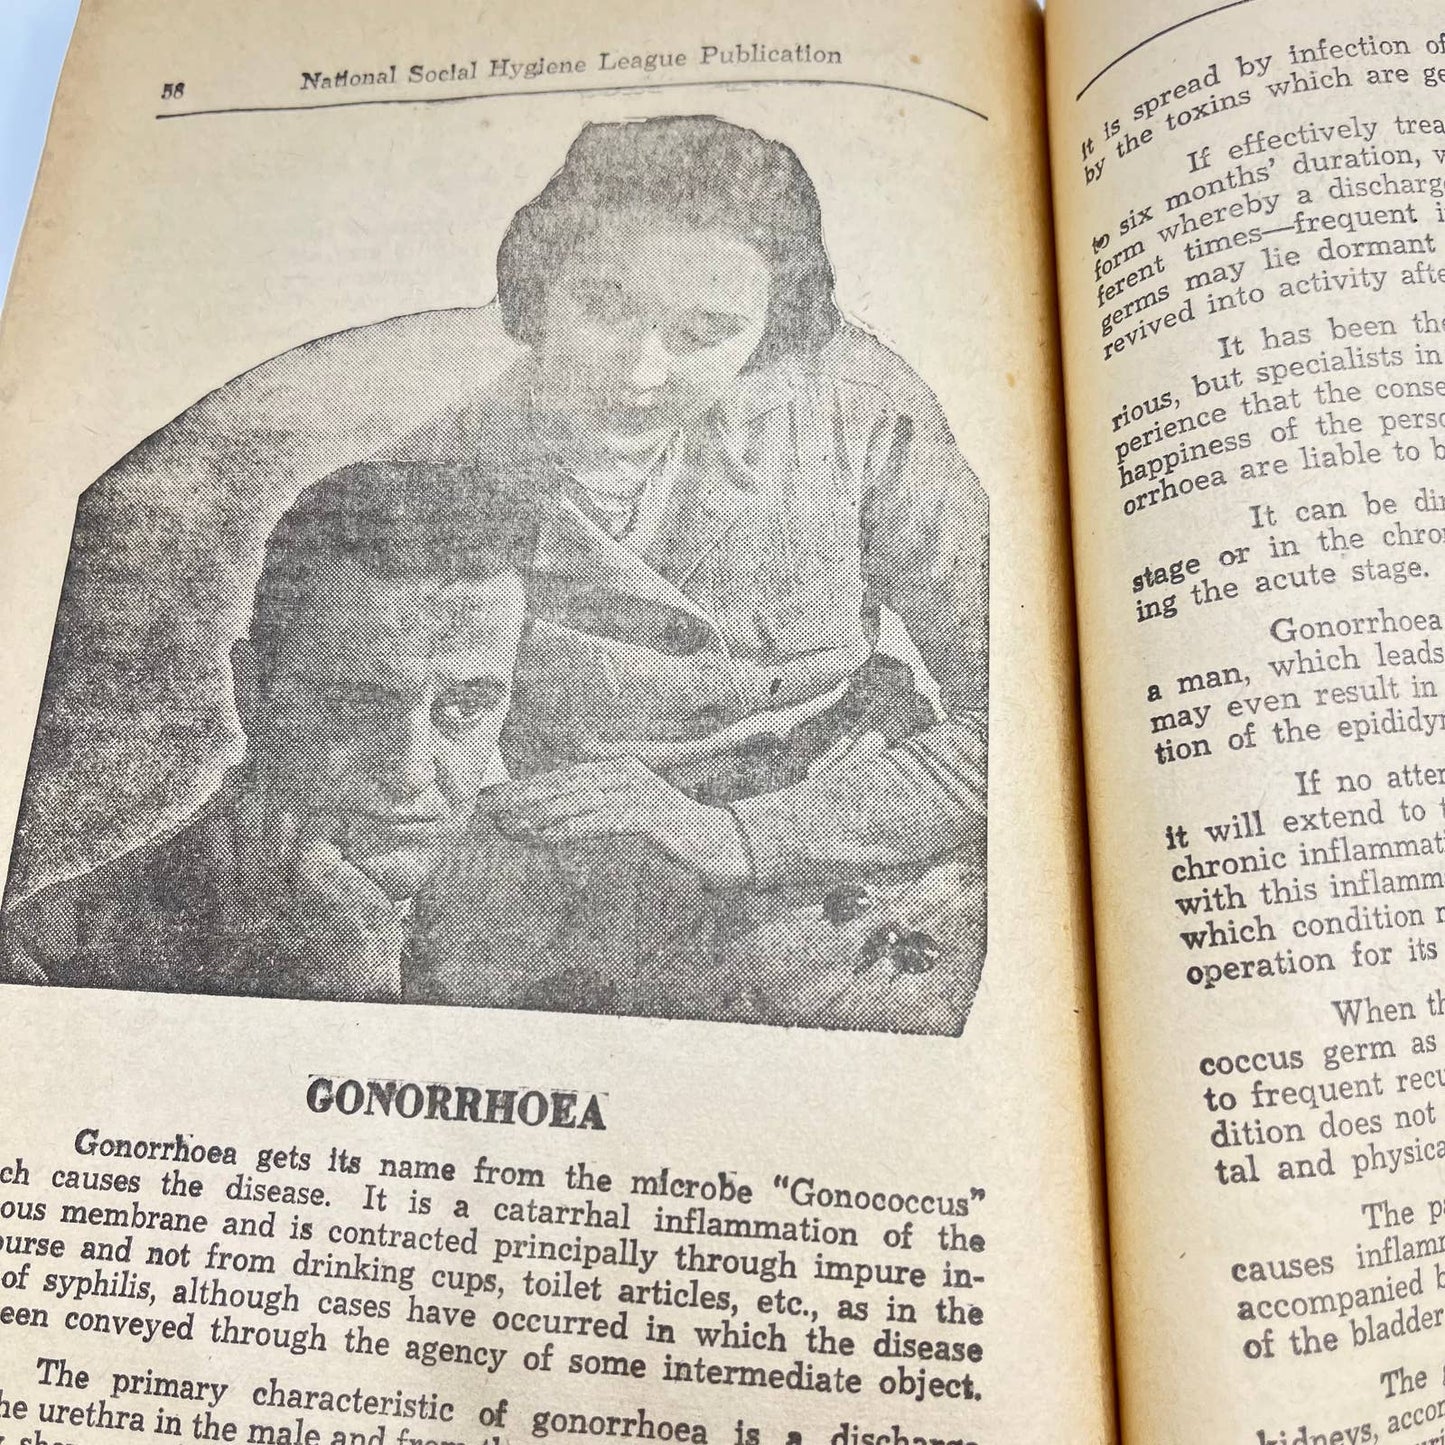 58
National Social Hygiene League Publication
GONORRHOEA
Gonorrhoea gets its name from the microbe "Gonococcus"
ch causes the disease. It is a catarrhal inflammation of the
ous membrane and is contracted principally through impure in-
ourse and not from drinking cups, toilet articles, etc., as in the
of syphilis, although cases have occurred in which the disease
een conveyed through the agency of some intermediate object.
The primary characteristic of gonorrhoea is a discharge
he urethra in the male and from th
it is spread by infection of
by the toxins which are ge
If effectively trea
to six months' duration, w
form whereby a discharg
ferent times—frequent i
germs may lie dormant
revived into activity afte
It has been the
rious, but specialists in
perience that the conse
happiness of the perso
orrhoea are liable to b
It can be di
stage or in the chro
ing the acute stage.
Gonorrhoea
a man, which leads
may even result in
tion of the epididy
If no atte
it will extend to t
chronic inflammati
with this inflamm
which condition
operation for its
When th
coccus germ as
to frequent recu
dition does not
tal and physica
The p
causes inflam
accompanied b
of the bladder
The
kidneys, accor